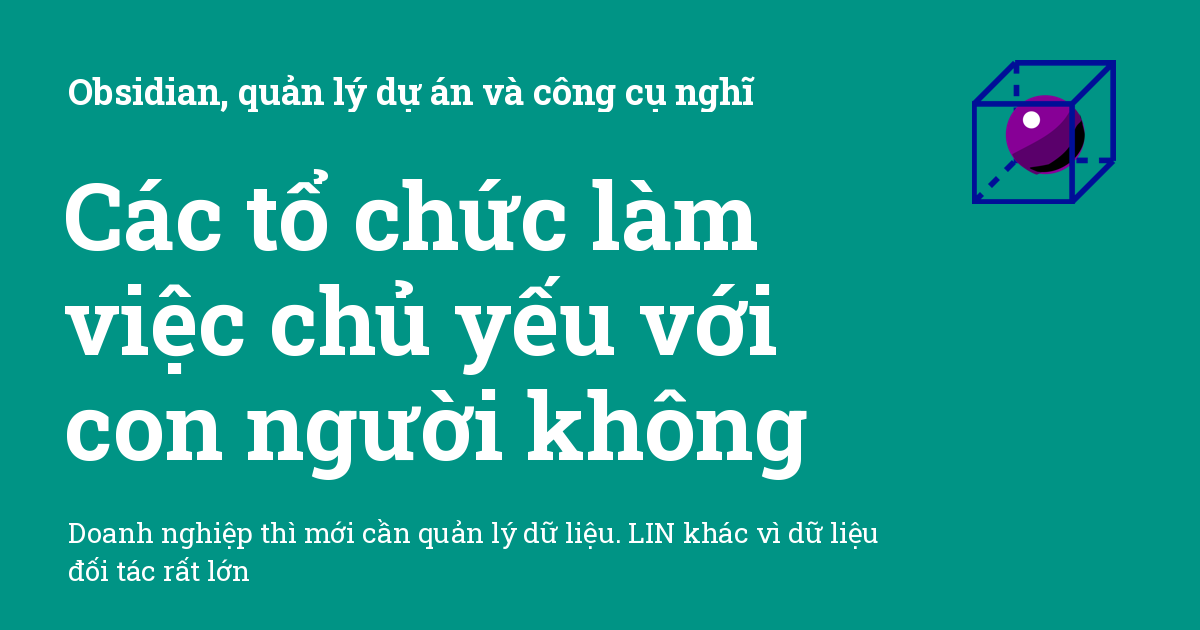 Obsidian, quản lý dự án và công cụ nghĩ
Các tổ chức làm
việc chủ yếu với
con người không
Doanh nghiệp thì mới cần quản lý dữ liệu. LIN khác vì dữ liệu
đối tác rất lớn